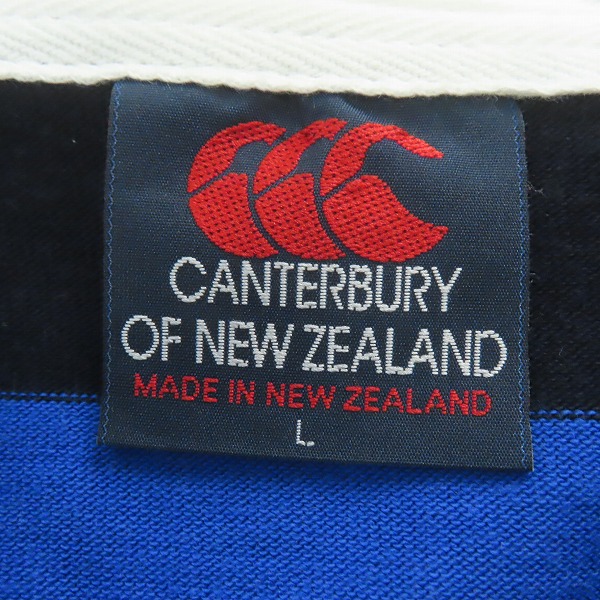 CANTERBURY
OF NEW ZEALAND
MADE IN NEW ZEALAND
L